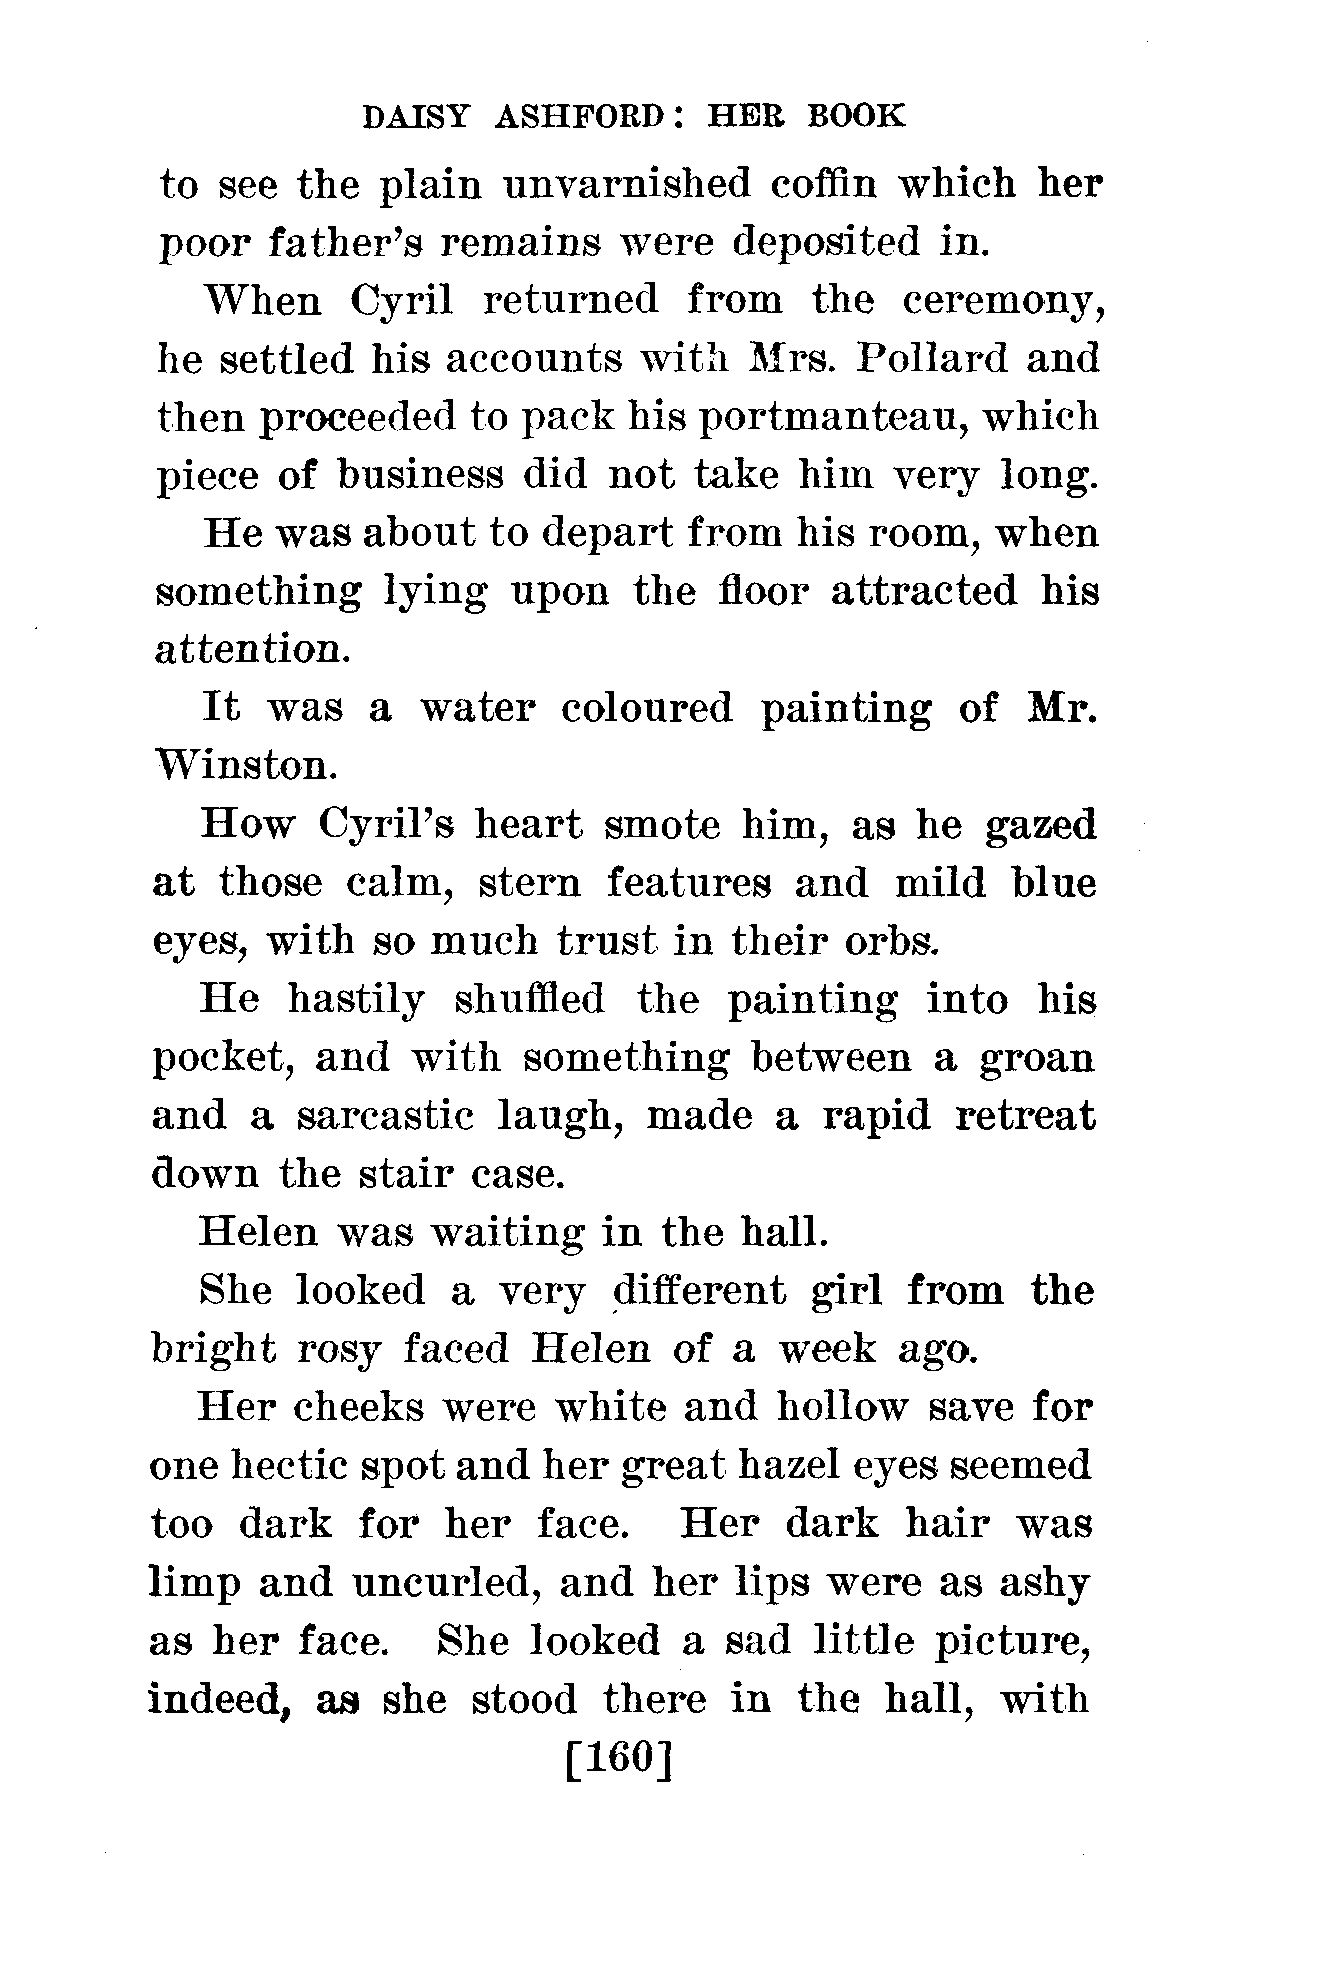 DAISY ASHFORD: HER BOOK
to see the plain unvarnished coffin which her
poor father's remains were deposited in.
When Cyril returned from the ceremony,
he settled his accounts with Mrs. Pollard and
then proceeded to pack his portmanteau, which
piece of business did not take him very long.
He was about to depart from his room, when
something lying upon the floor attracted his
attention.
It was a water coloured painting of Mr.
Winston.
How Cyril's heart smote him, as he gazed
at those calm, stern features and mild blue
eyes, with so much trust in their orbs.
He hastily shuffled the painting into his
pocket, and with something between a groan
and a sarcastic laugh, made a rapid retreat
down the stair case.
Helen was waiting in the hall.
She looked a very different girl from the
bright rosy faced Helen of a week ago.
Her cheeks were white and hollow save for
one hectic spot and her great hazel eyes seemed
too dark for her face. Her dark hair was
limp and uncurled, and her lips were as ashy
as her face. She looked a sad little picture,
indeed, as she stood there in the hall, with
[160]